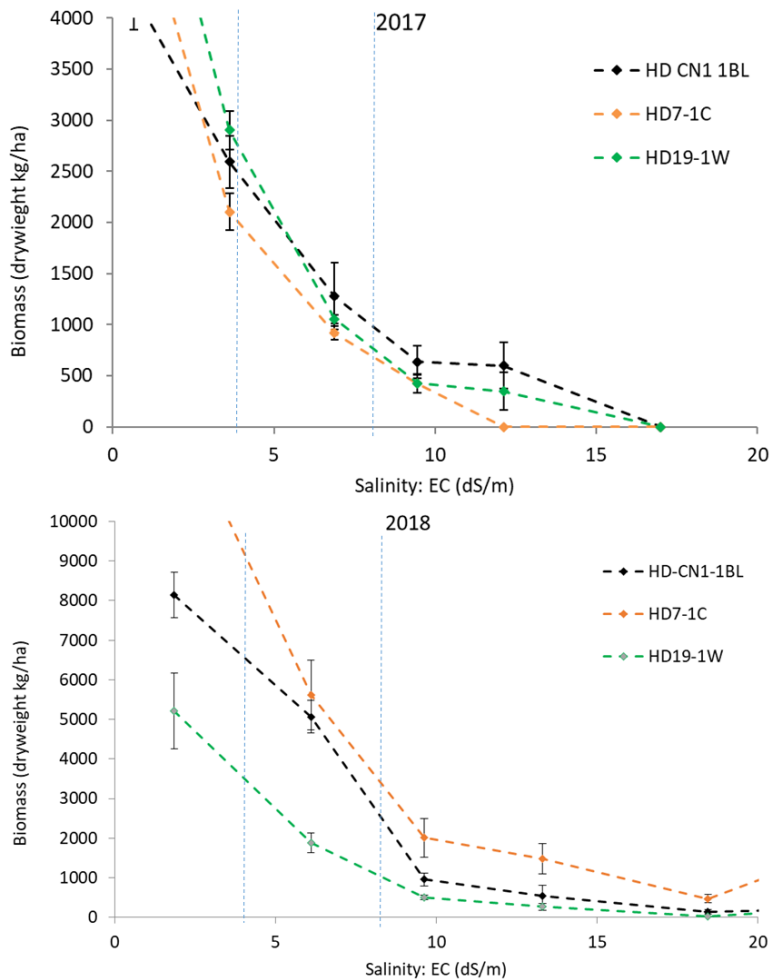 2017
4000
3500
3000
2500
2000
1500
1000
500
0
Biomass (drywieght kg/ha)
HD CN1 1BL
HD7-1C
HD19-1W
0 5 10 15 20
Salinity: EC (dS/m)
2018
10000
9000
8000
7000
6000
5000
4000
3000
2000
1000
0
Biomass (dryweight kg/ha)
HD-CN1-1BL
HD7-1C
HD19-1W
0 5 10 15 20
Salinity: EC (dS/m)